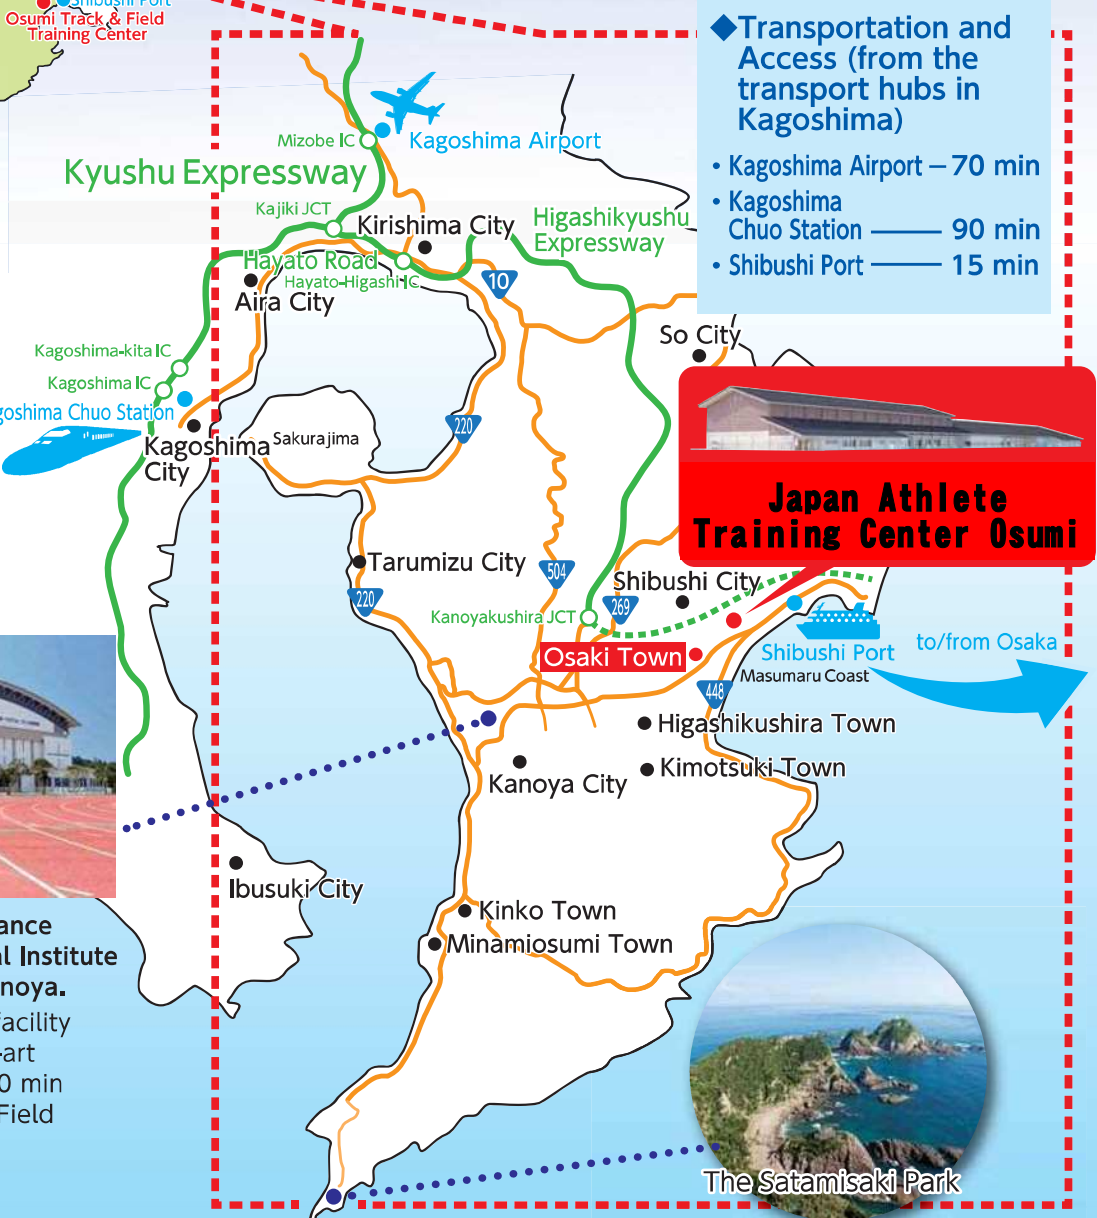 Shibushi Port
Osumi Track & Field
Training Center
◆Transportation and
Access (from the
transport hubs in
Kagoshima)
• Kagoshima Airport – 70 min
• Kagoshima
Chuo Station —— 90 min
• Shibushi Port —— 15 min
Mizobe IC
Kagoshima Airport
Kyushu Expressway
Kajiki JCT
Kirishima City
Higashikyushu
Expressway
Hayato Road
Hayato-Higashi IC
10
Aira City
So City
Kagoshima-kita IC
Kagoshima IC
goshima Chuo Station
Kagoshima
City
Sakurajima
220
Japan Athlete
Training Center Osumi
Tarumizu City
504
220
Shibushi City
269
Kanoyakushira JCT
Osaki Town
Shibushi Port
to/from Osaka
Masumaru Coast
448
Higashikushira Town
Kimotsuki Town
Kanoya City
Ibusuki City
Kinko Town
Minamiosumi Town
ance
al Institute
noya.
facility
-art
0 min
Field
The Satamisaki Park